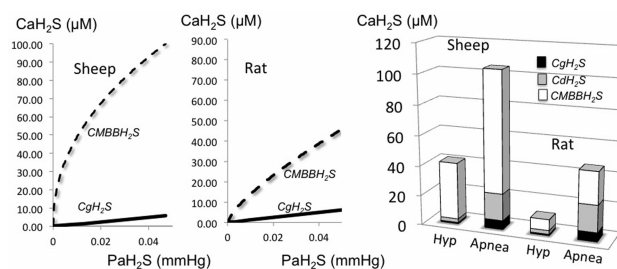 CaH₂S (µM)
100.00
90.00
80.00
70.00
60.00
50.00
40.00
30.00
20.00
10.00
0.00
Sheep
CMBBH₂S
CgH₂S
0 0.02 0.04
PaH₂S (mmHg)
CaH₂S (µM)
90.00
80.00
70.00
60.00
50.00
40.00
30.00
20.00
10.00
0.00
Rat
CMBBH₂S
CgH₂S
0 0.02 0.04
PaH₂S (mmHg)
CaH₂S (µM)
120
100
80
60
40
20
0
Sheep
CgH₂S
CdH₂S
CMBBH₂S
Rat
Hyp Apnea Hyp Apnea